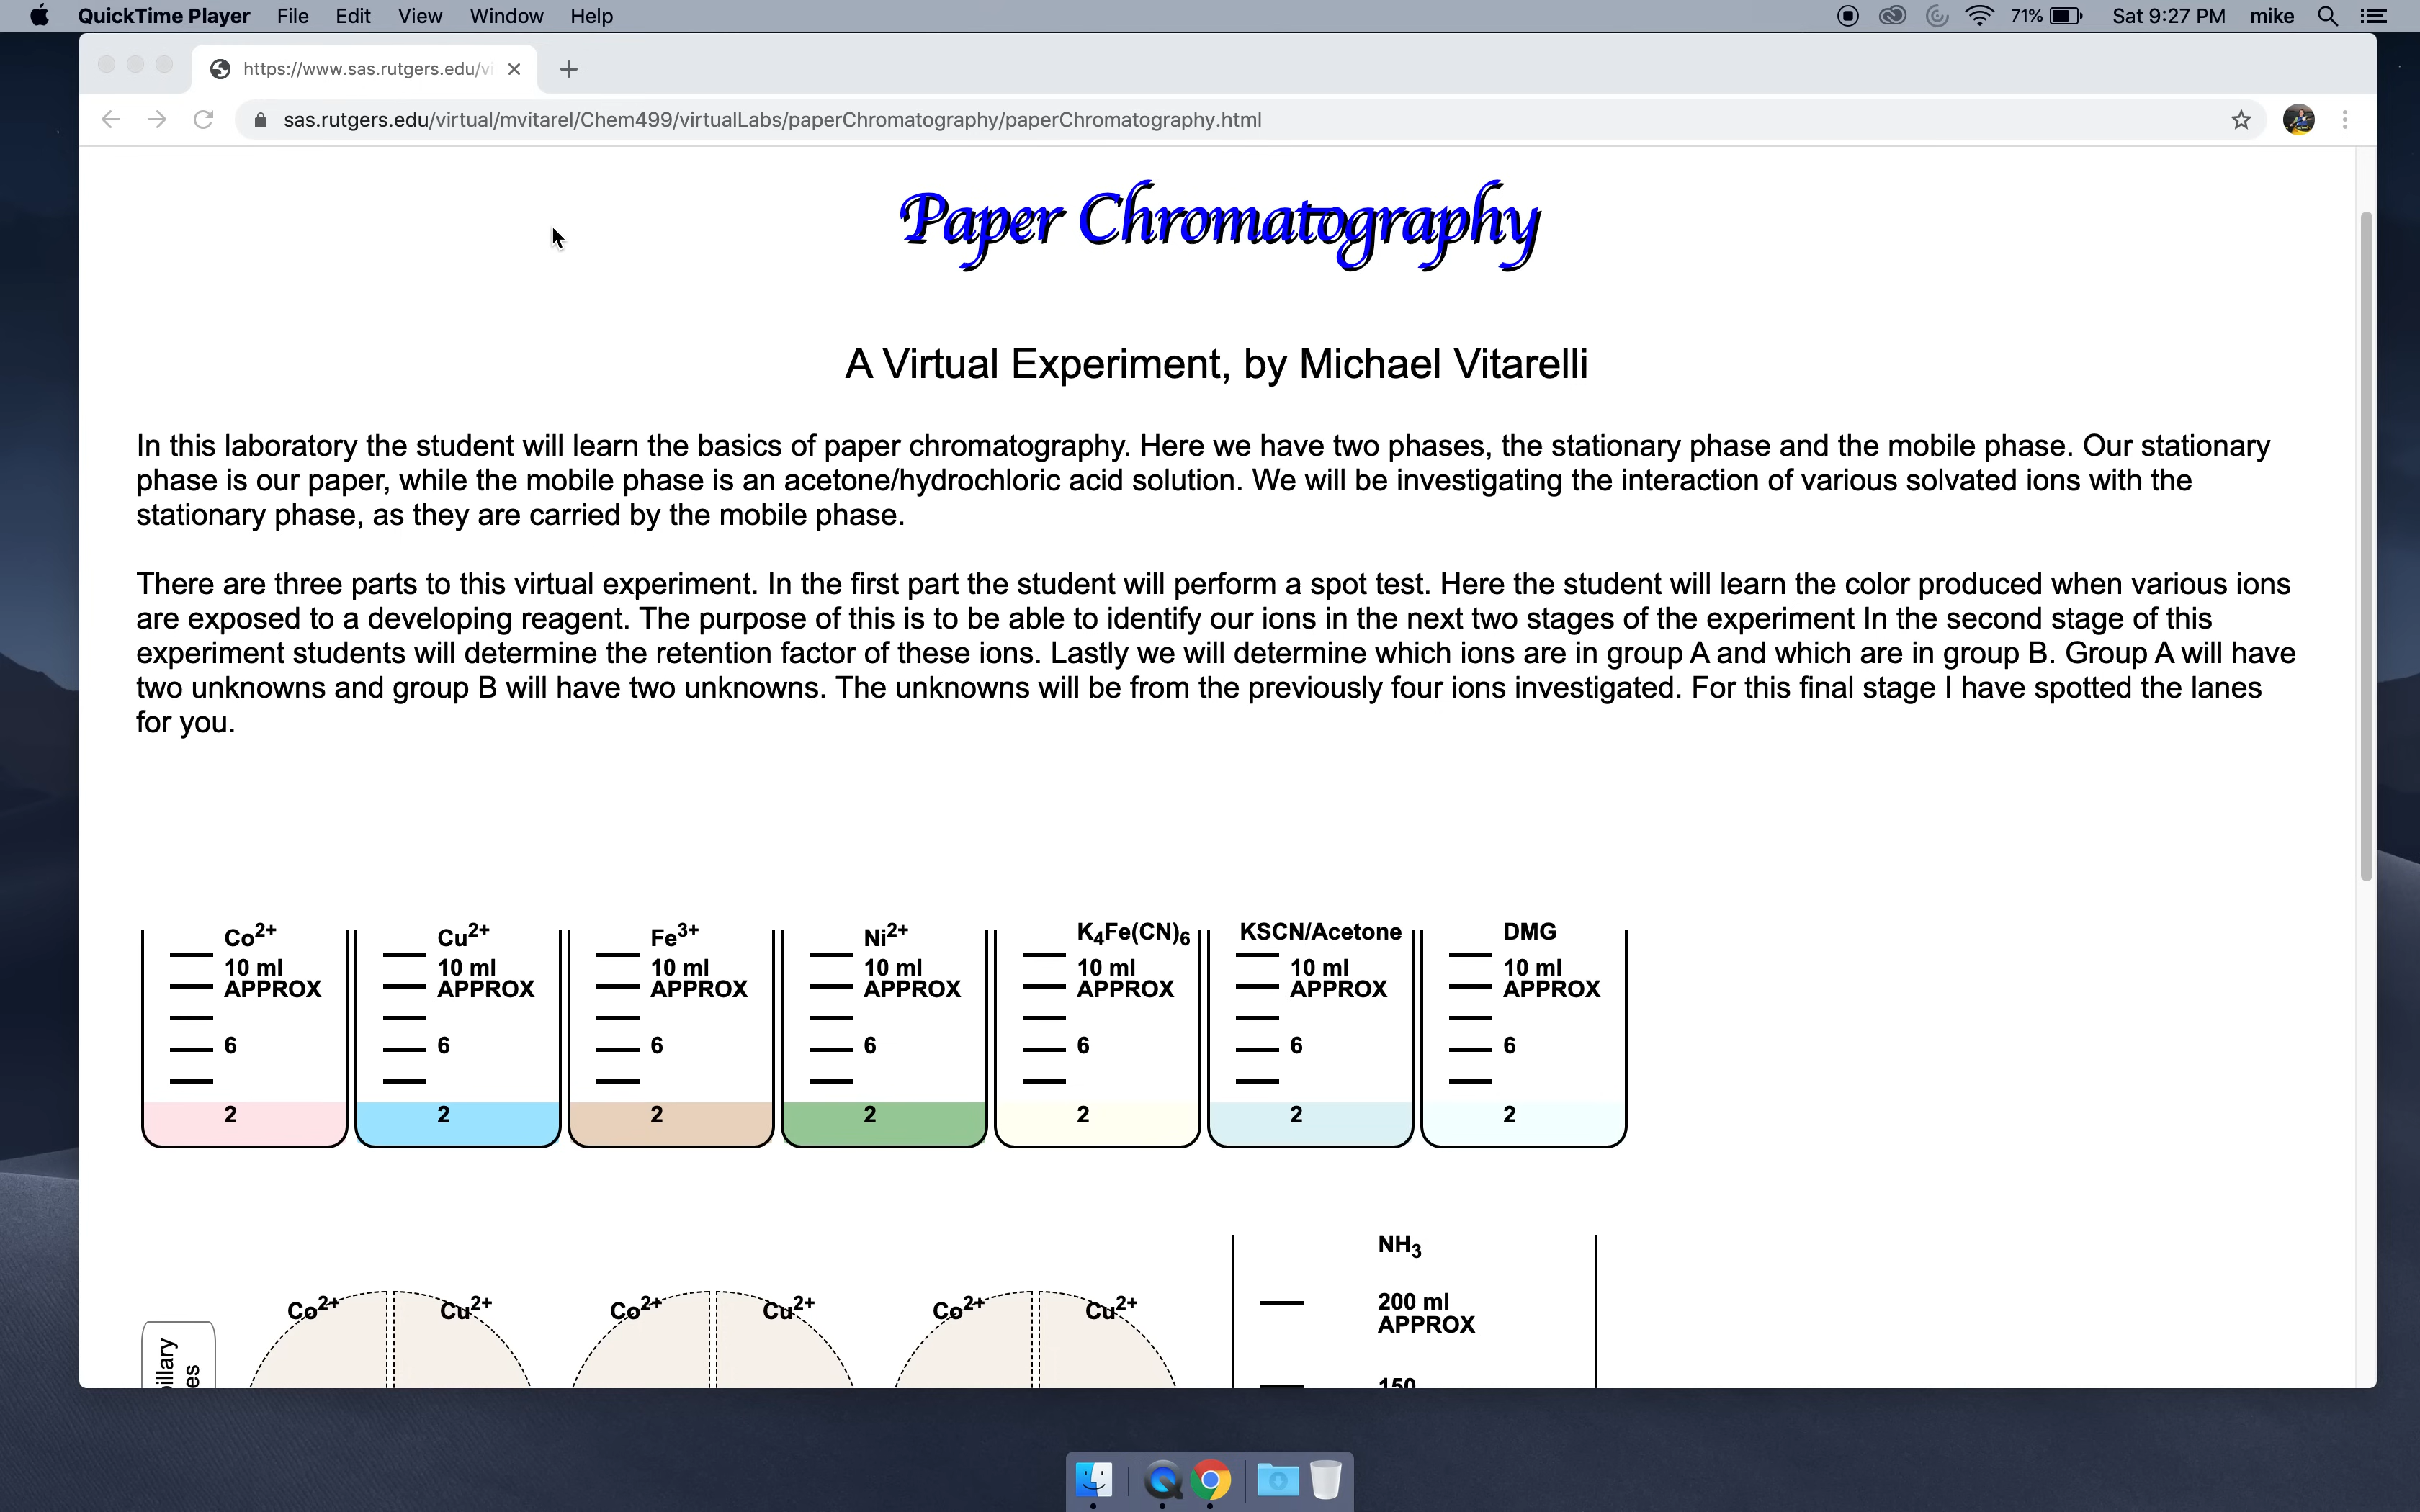 QuickTime Player File Edit View Window Help 71% Sat 9:27 PM mike
https://www.sas.rutgers.edu/vi
sas.rutgers.edu/virtual/mvitarel/Chem499/virtualLabs/paperChromatography/paperChromatography.html
Paper Chromatography
A Virtual Experiment, by Michael Vitarelli
In this laboratory the student will learn the basics of paper chromatography. Here we have two phases, the stationary phase and the mobile phase. Our stationary
phase is our paper, while the mobile phase is an acetone/hydrochloric acid solution. We will be investigating the interaction of various solvated ions with the
stationary phase, as they are carried by the mobile phase.
There are three parts to this virtual experiment. In the first part the student will perform a spot test. Here the student will learn the color produced when various ions
are exposed to a developing reagent. The purpose of this is to be able to identify our ions in the next two stages of the experiment In the second stage of this
experiment students will determine the retention factor of these ions. Lastly we will determine which ions are in group A and which are in group B. Group A will have
two unknowns and group B will have two unknowns. The unknowns will be from the previously four ions investigated. For this final stage I have spotted the lanes
for you.
Co2+ Cu2+ Fe3+ Ni2+ K4Fe(CN)6 KSCN/Acetone DMG
10 ml 10 ml 10 ml 10 ml 10 ml 10 ml 10 ml
APPROX APPROX APPROX APPROX APPROX APPROX APPROX
6 6 6 6 6 6 6
2 2 2 2 2 2 2
NH3
Co2+ Cu2+ Co2+ Cu2+ Co2+ Cu2+ 200 ml
APPROX
150